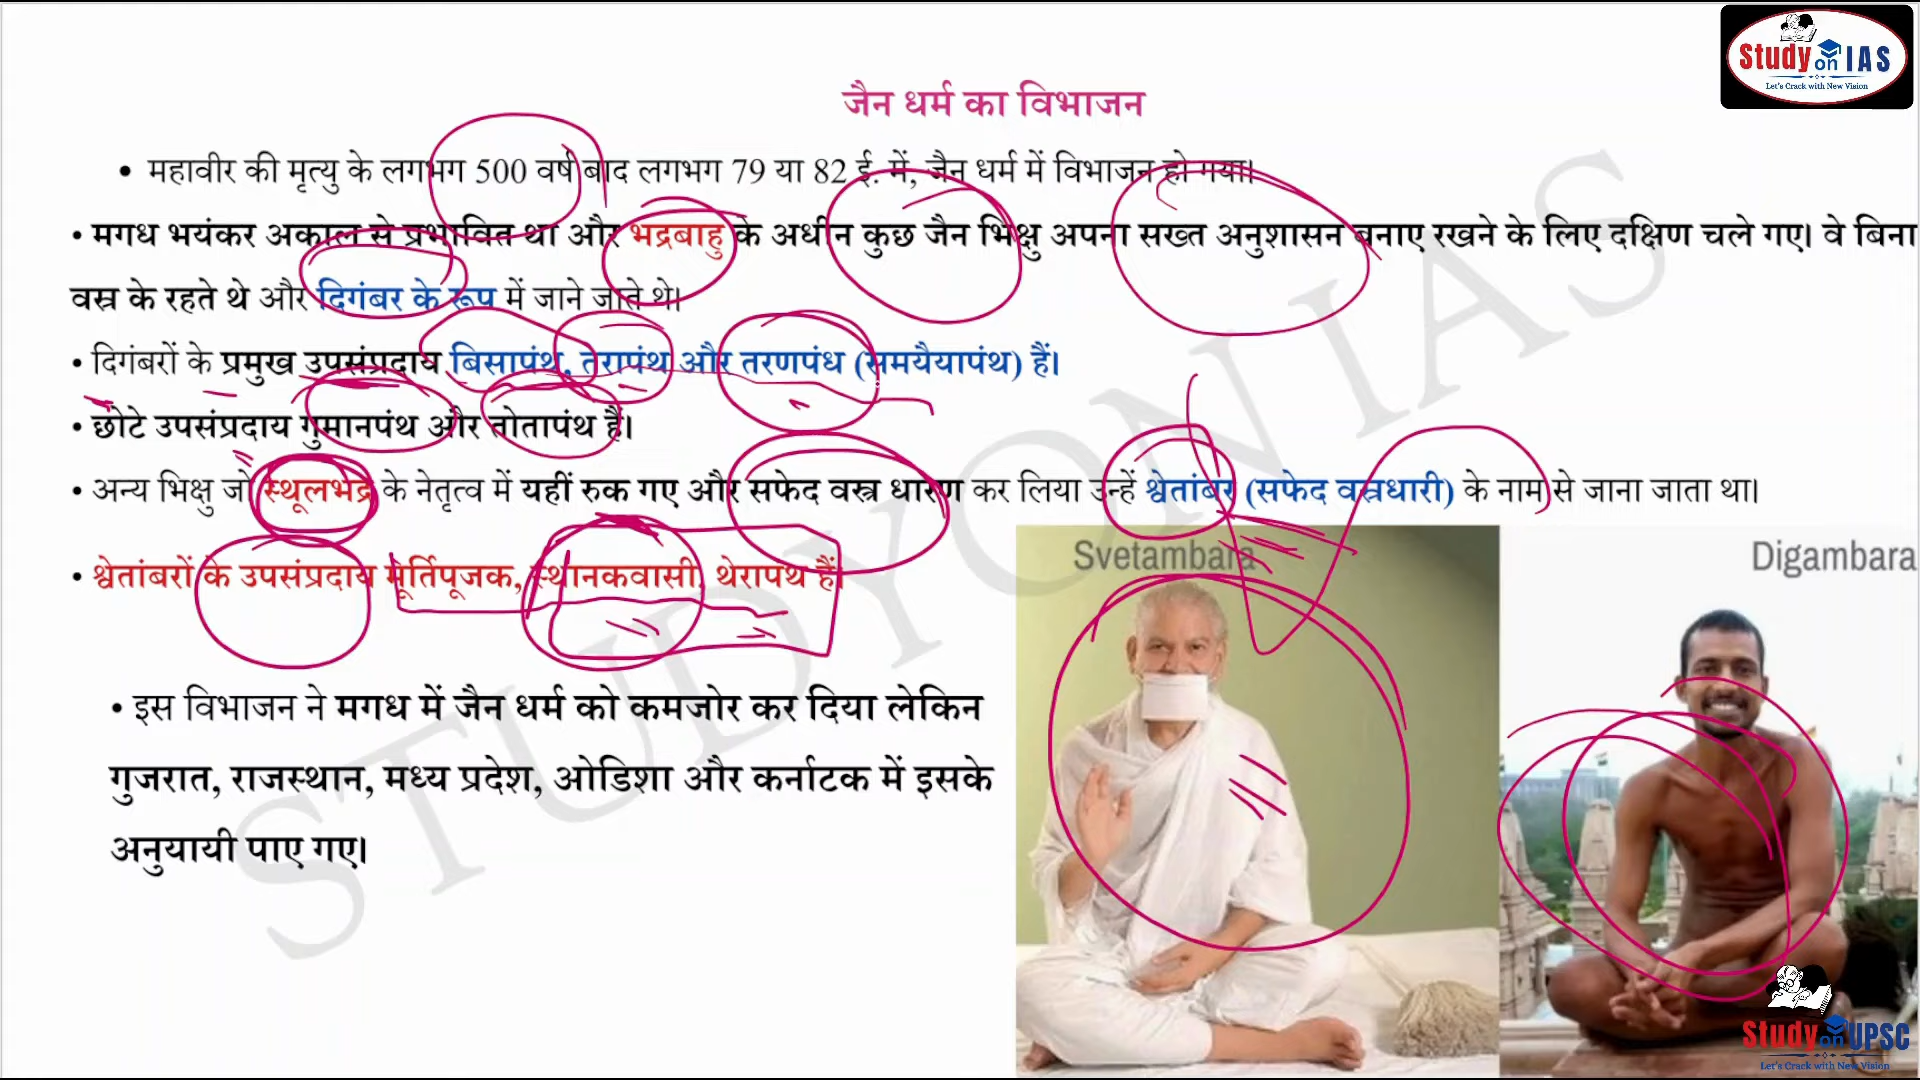 Study on IAS
Let's Crack with New Vision
जैन धर्म का विभाजन
• महावीर की मृत्यु के लगभग 500 वर्ष बाद लगभग 79 या 82 ई. में, जैन धर्म में विभाजन हो गया।
• मगध भयंकर अकाल से प्रभावित था और भद्रबाहु के अधीन कुछ जैन भिक्षु अपना सख्त अनुशासन बनाए रखने के लिए दक्षिण चले गए। वे बिना
वस्त्र के रहते थे और दिगंबर के रूप में जाने जाते थे।
• दिगंबरों के प्रमुख उपसंप्रदाय बिसापंथ, तरापंथ और तरणपंध (समयैयापंथ) हैं।
• छोटे उपसंप्रदाय गुमानपंथ और तोतापंथ हैं।
• अन्य भिक्षु जो स्थूलभद्र के नेतृत्व में यहीं रुक गए और सफेद वस्त्र धारण कर लिया उन्हें श्वेतांबर (सफेद वस्त्रधारी) के नाम से जाना जाता था।
• श्वेतांबरों के उपसंप्रदाय मूर्तिपूजक, स्थानकवासी, थेरापंथ हैं।
Svetambara
Digambara
• इस विभाजन ने मगध में जैन धर्म को कमजोर कर दिया लेकिन
गुजरात, राजस्थान, मध्य प्रदेश, ओडिशा और कर्नाटक में इसके
अनुयायी पाए गए।
STUDY ON IAS
Study on UPSC
Let's Crack with New Vision